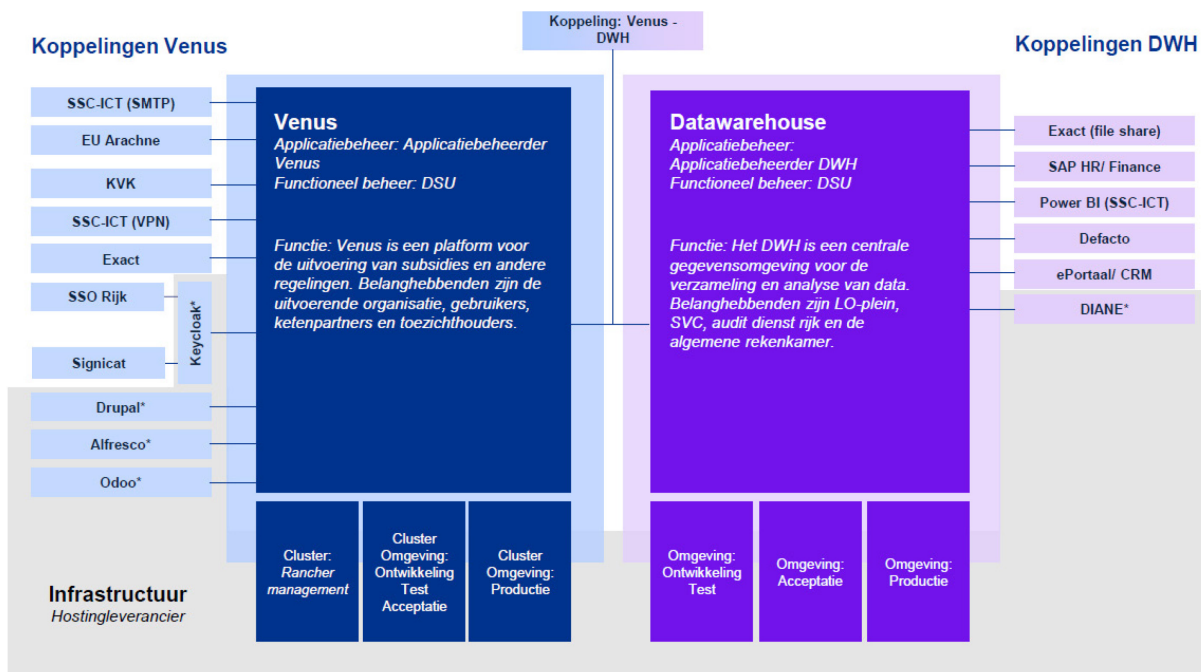 Koppeling: Venus -
DWH
Koppelingen Venus
Koppelingen DWH
SSC-ICT (SMTP)
EU Arachne
KVK
SSC-ICT (VPN)
Exact
SSO Rijk
Keycloak*
Signicat
Drupal*
Alfresco*
Odoo*
Venus
Applicatiebeheer: Applicatiebeheerder
Venus
Functioneel beheer: DSU
Functie: Venus is een platform voor
de uitvoering van subsidies en andere
regelingen. Belanghebbenden zijn de
uitvoerende organisatie, gebruikers,
ketenpartners en toezichthouders.
Datawarehouse
Applicatiebeheer:
Applicatiebeheerder DWH
Functioneel beheer: DSU
Functie: Het DWH is een centrale
gegevensomgeving voor de
verzameling en analyse van data.
Belanghebbenden zijn LO-plein,
SVC, audit dienst rijk en de
algemene rekenkamer.
Exact (file share)
SAP HR/ Finance
Power BI (SSC-ICT)
Defacto
ePortaal/ CRM
DIANE*
Cluster:
Rancher
management
Cluster
Omgeving:
Ontwikkeling
Test
Acceptatie
Cluster
Omgeving:
Productie
Omgeving:
Ontwikkeling
Test
Omgeving:
Acceptatie
Omgeving:
Productie
Infrastructuur
Hostingleverancier